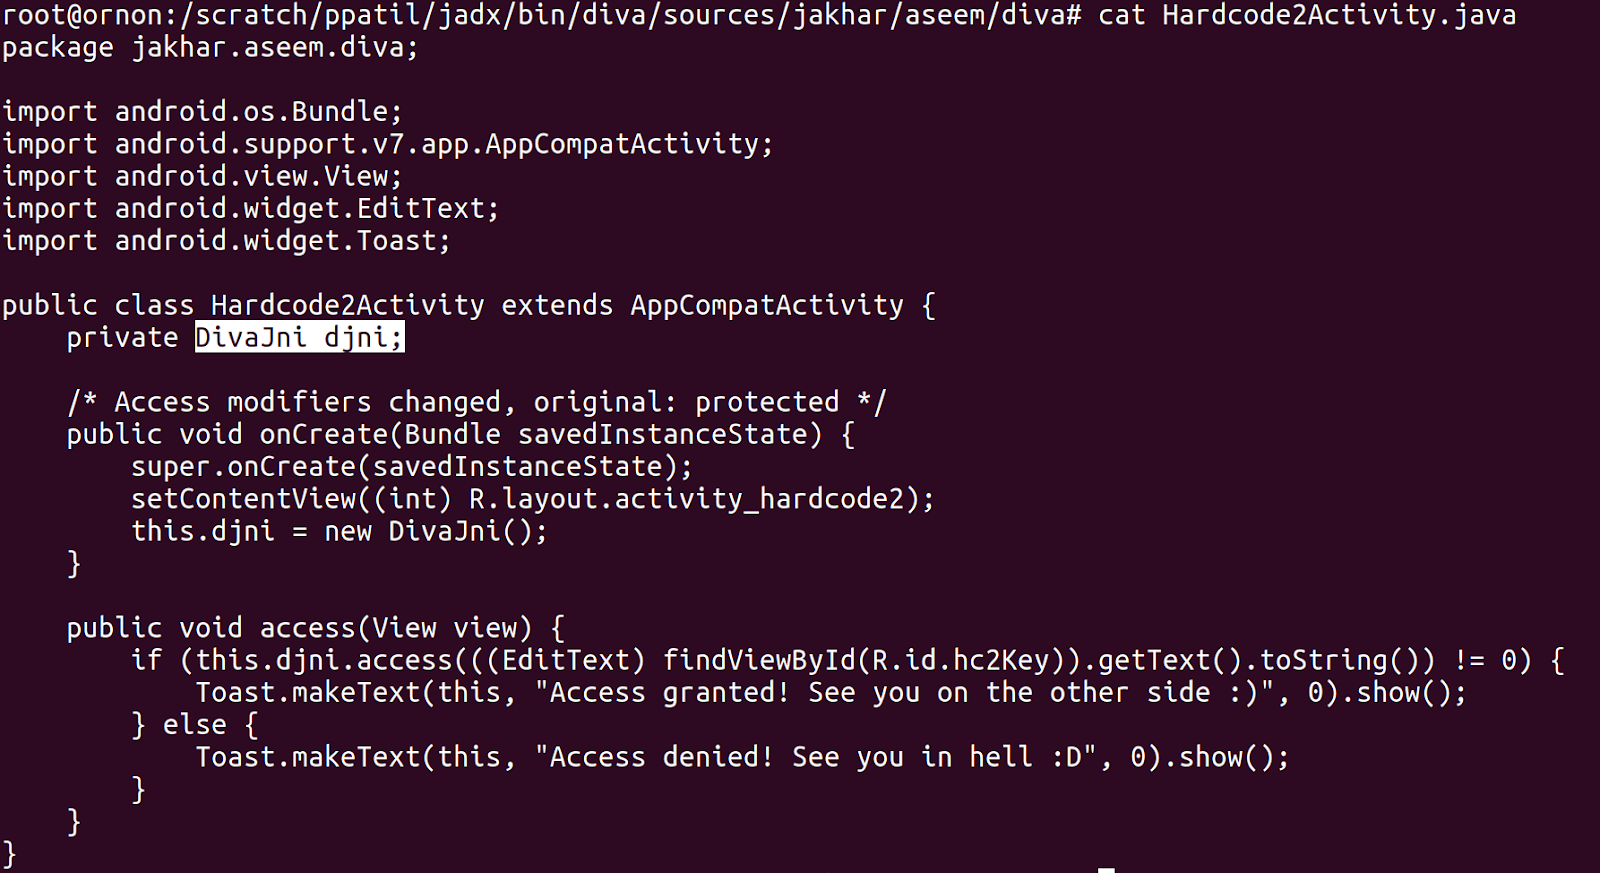 root@ornon:/scratch/ppatil/jadx/bin/diva/sources/jakhar/aseem/diva# cat Hardcode2Activity.java
package jakhar.aseem.diva;

import android.os.Bundle;
import android.support.v7.app.AppCompatActivity;
import android.view.View;
import android.widget.EditText;
import android.widget.Toast;

public class Hardcode2Activity extends AppCompatActivity {
    private DivaJni djni;

    /* Access modifiers changed, original: protected */
    public void onCreate(Bundle savedInstanceState) {
        super.onCreate(savedInstanceState);
        setContentView((int) R.layout.activity_hardcode2);
        this.djni = new DivaJni();
    }

    public void access(View view) {
        if (this.djni.access(((EditText) findViewById(R.id.hc2Key)).getText().toString()) != 0) {
            Toast.makeText(this, "Access granted! See you on the other side :)", 0).show();
        } else {
            Toast.makeText(this, "Access denied! See you in hell :D", 0).show();
        }
    }
}